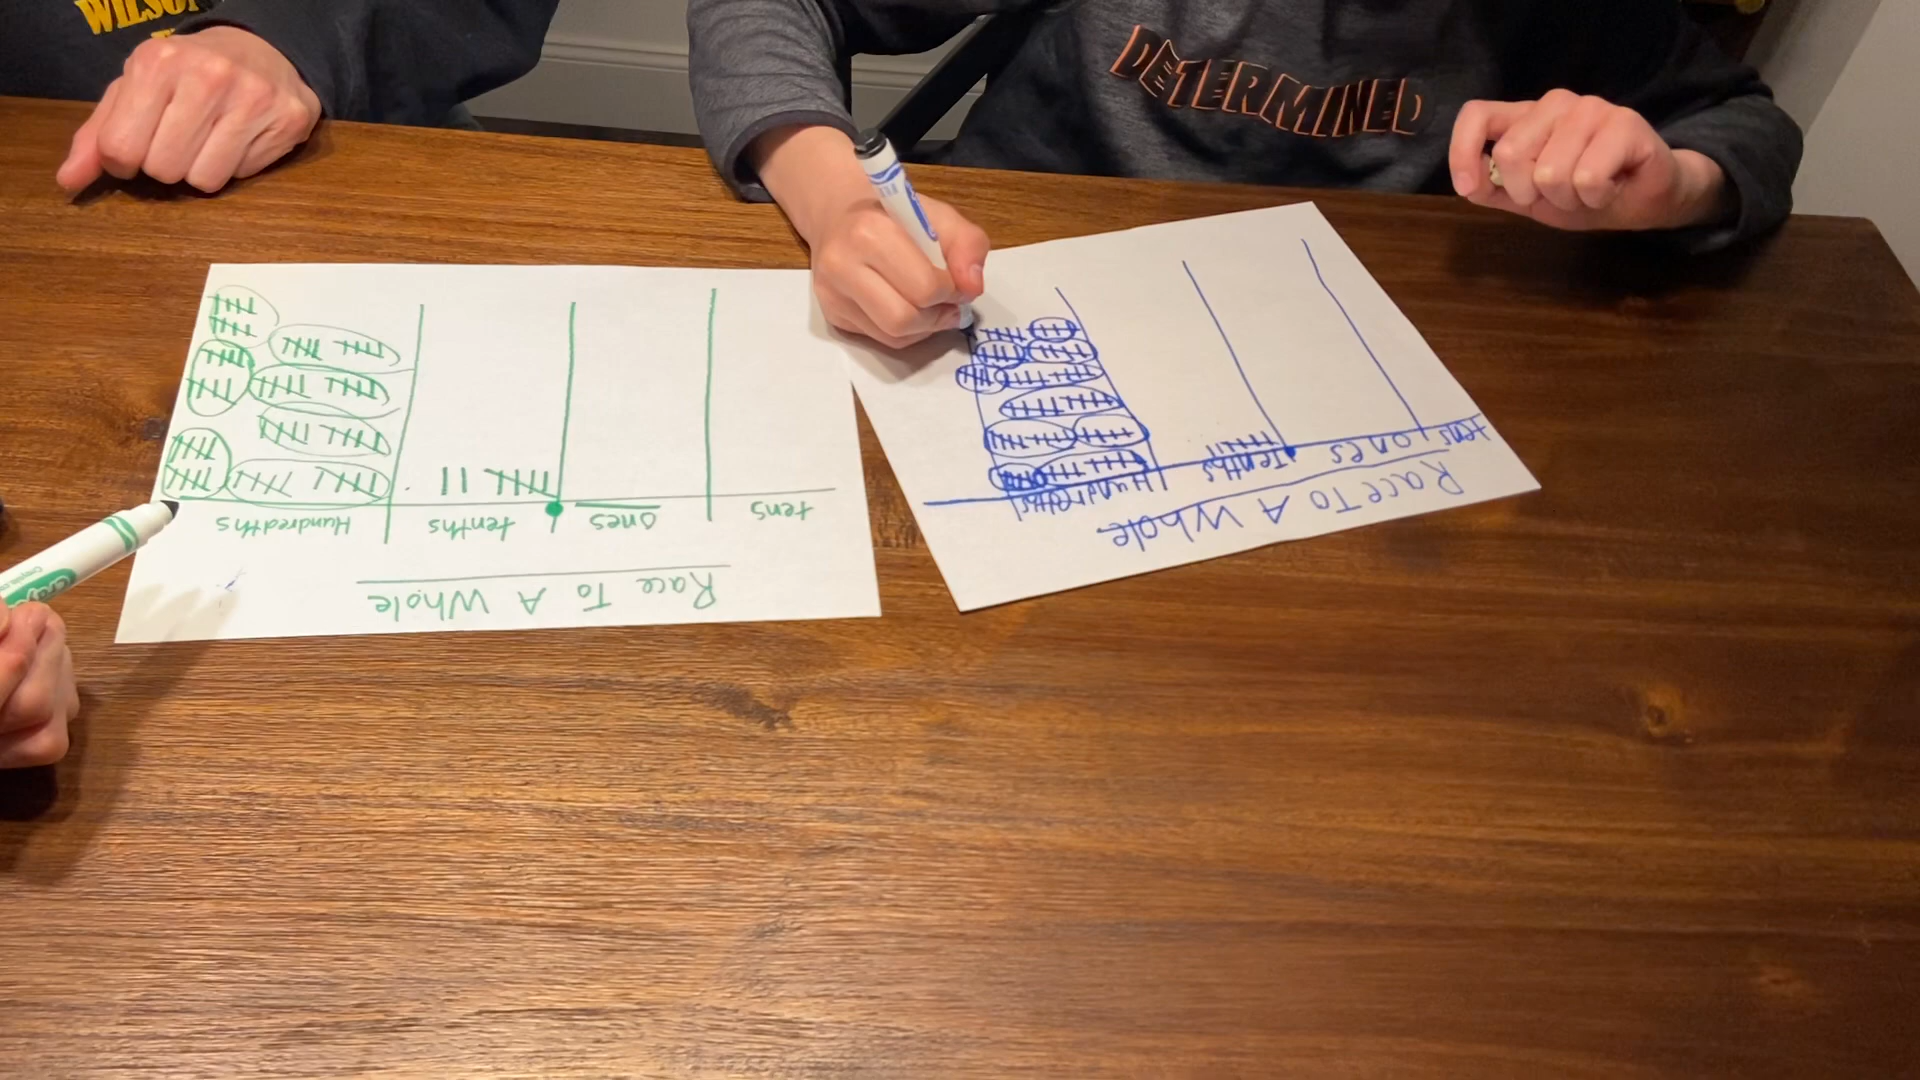 WILSON
DETERMINED
Race To A Whole
tens ones tenths Hundredths
Race To A Whole
tens ones tenths Hundredths